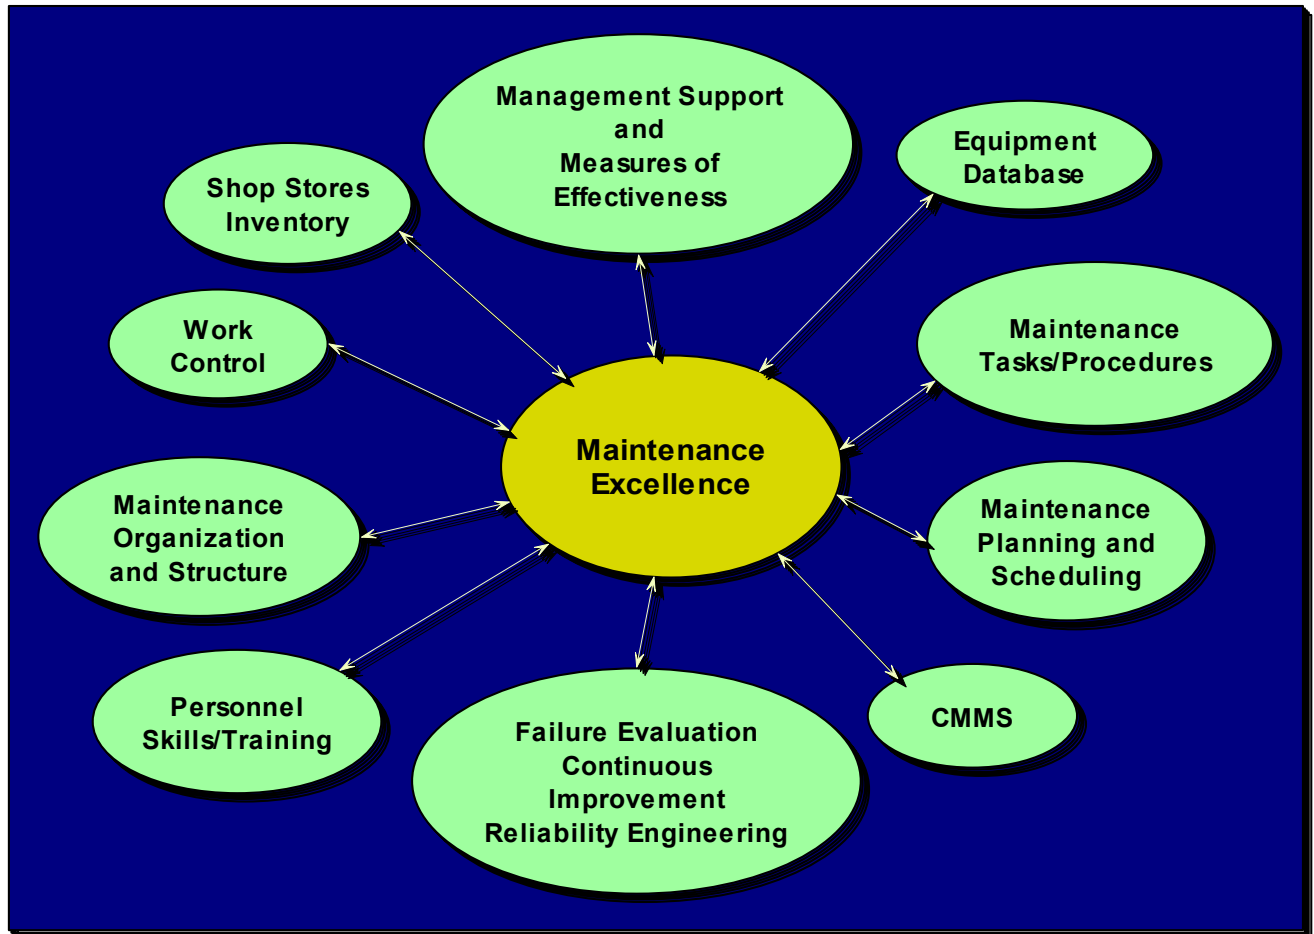 Management Support
and
Measures of
Effectiveness
Equipment
Database
Shop Stores
Inventory
Work
Control
Maintenance
Tasks/Procedures
Maintenance
Excellence
Maintenance
Organization
and Structure
Maintenance
Planning and
Scheduling
Personnel
Skills/Training
Failure Evaluation
Continuous
Improvement
Reliability Engineering
CMMS